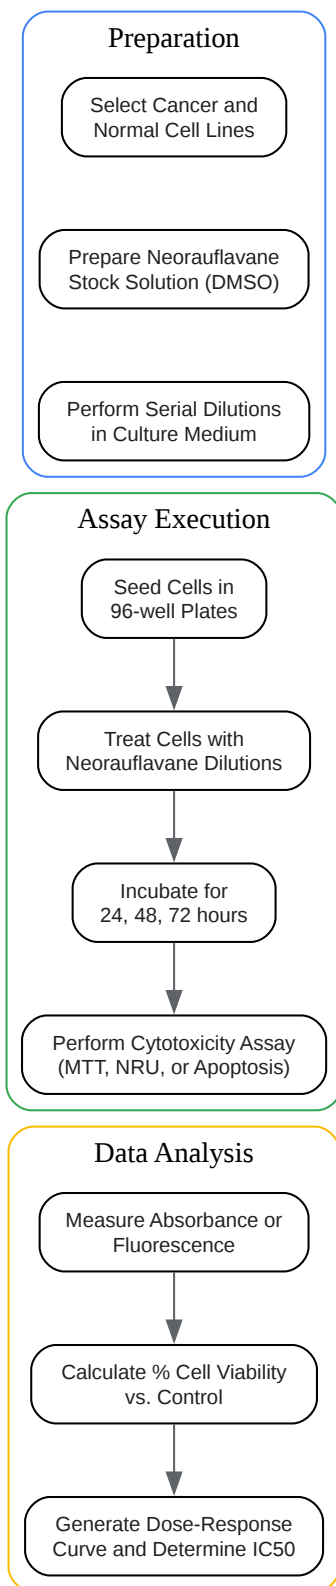 Preparation
Select Cancer and
Normal Cell Lines
Prepare Neorauflavane
Stock Solution (DMSO)
Perform Serial Dilutions
in Culture Medium
Assay Execution
Seed Cells in
96-well Plates
Treat Cells with
Neorauflavane Dilutions
Incubate for
24, 48, 72 hours
Perform Cytotoxicity Assay
(MTT, NRU, or Apoptosis)
Data Analysis
Measure Absorbance or
Fluorescence
Calculate % Cell Viability
vs. Control
Generate Dose-Response
Curve and Determine IC50